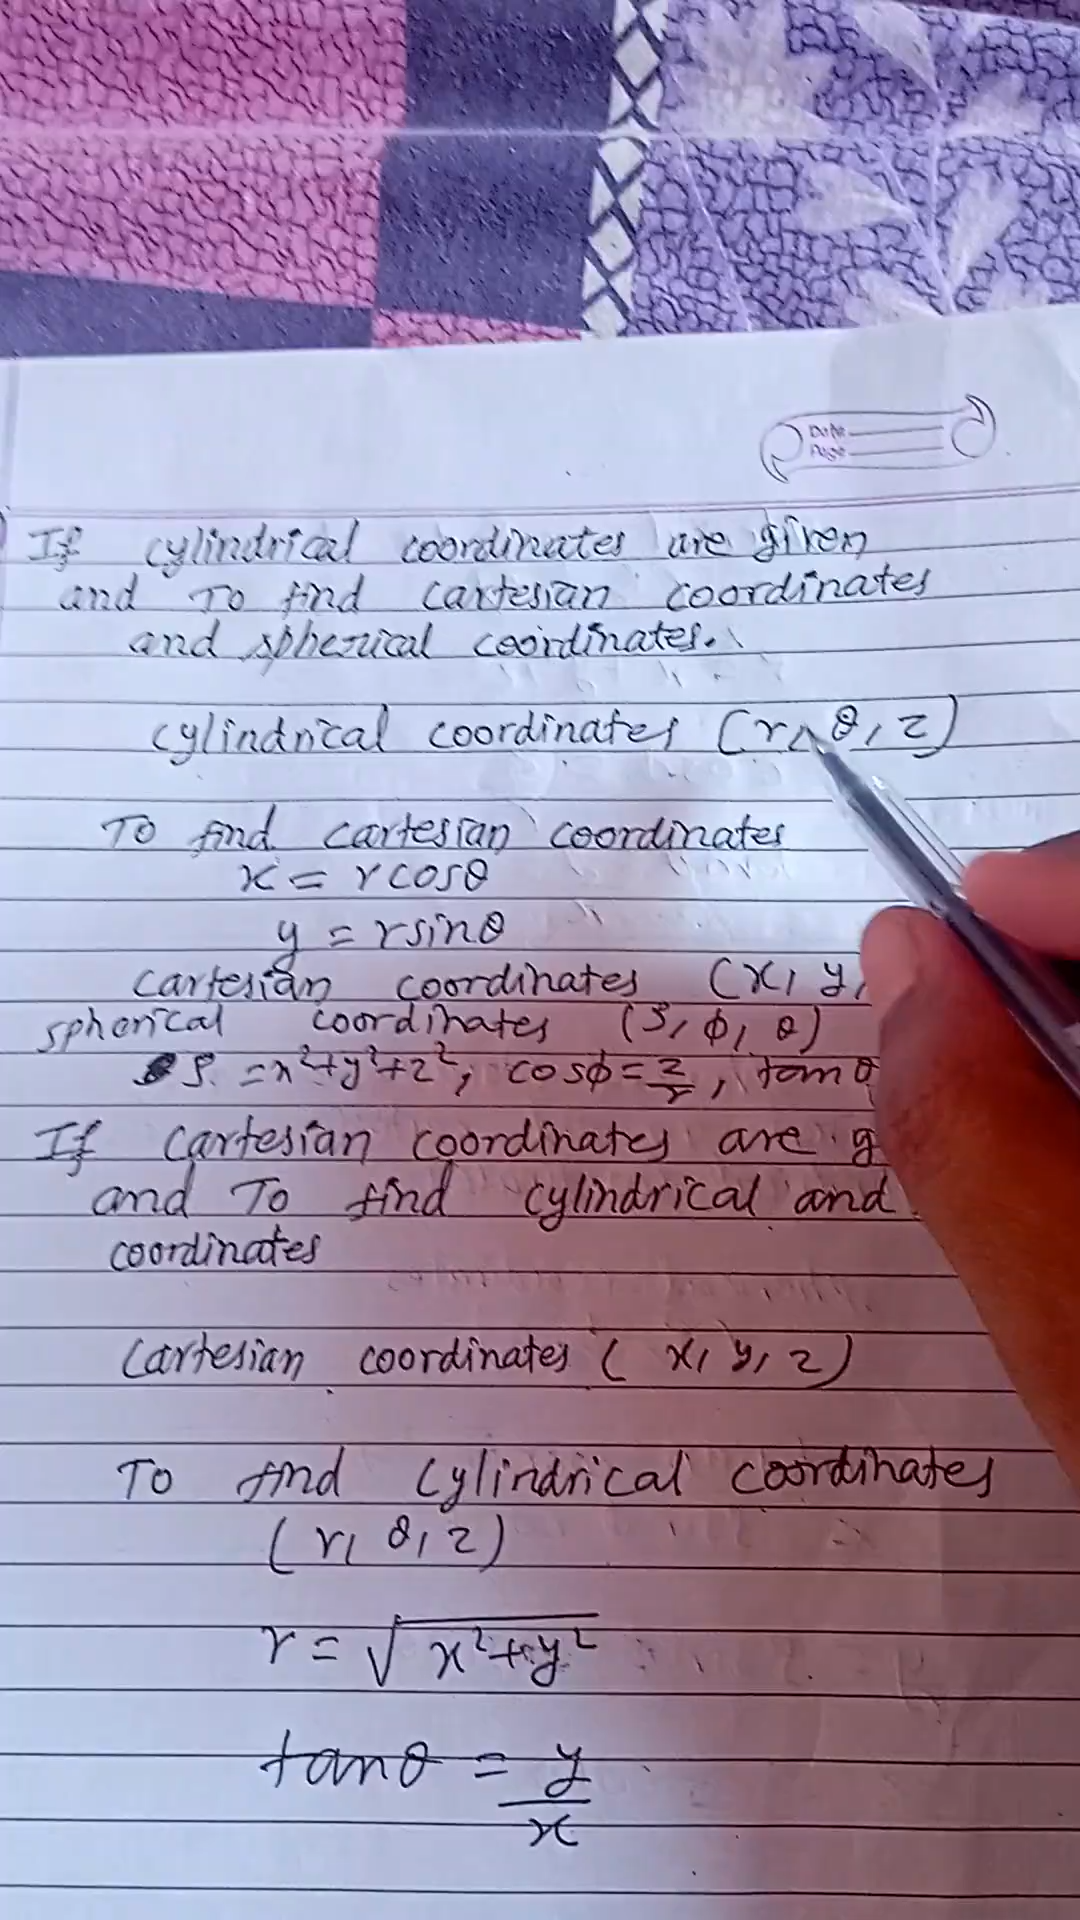 Date
Page
If cylindrical coordinates are given
and To find cartesian coordinates
and spherical coordinates.
cylindrical coordinates (r, θ, z)
To find cartesian coordinates
x = r cosθ
y = r sinθ
cartesian coordinates (x, y,
spherical coordinates (ρ, ϕ, θ)
ρ = x²+y²+z², cosϕ = z/r, tanθ
If cartesian coordinates are g
and To find cylindrical and
coordinates
cartesian coordinates ( x, y, z)
To find cylindrical coordinates
(r, θ, z)
r = √x²+y²
tanθ = y/x